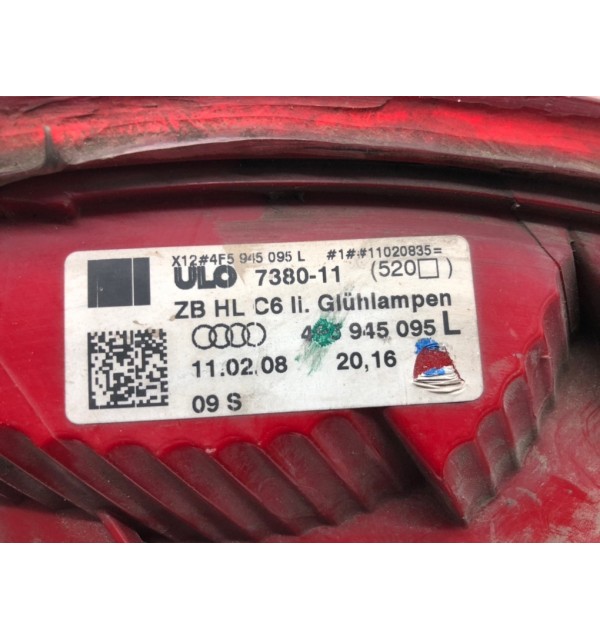 X12#4F5 945 095 L #1##11020835=
ULO 7380-11 (520□)
ZB HL C6 li. Glühlampen
945 095 L
11.02.08 20,16
09 S